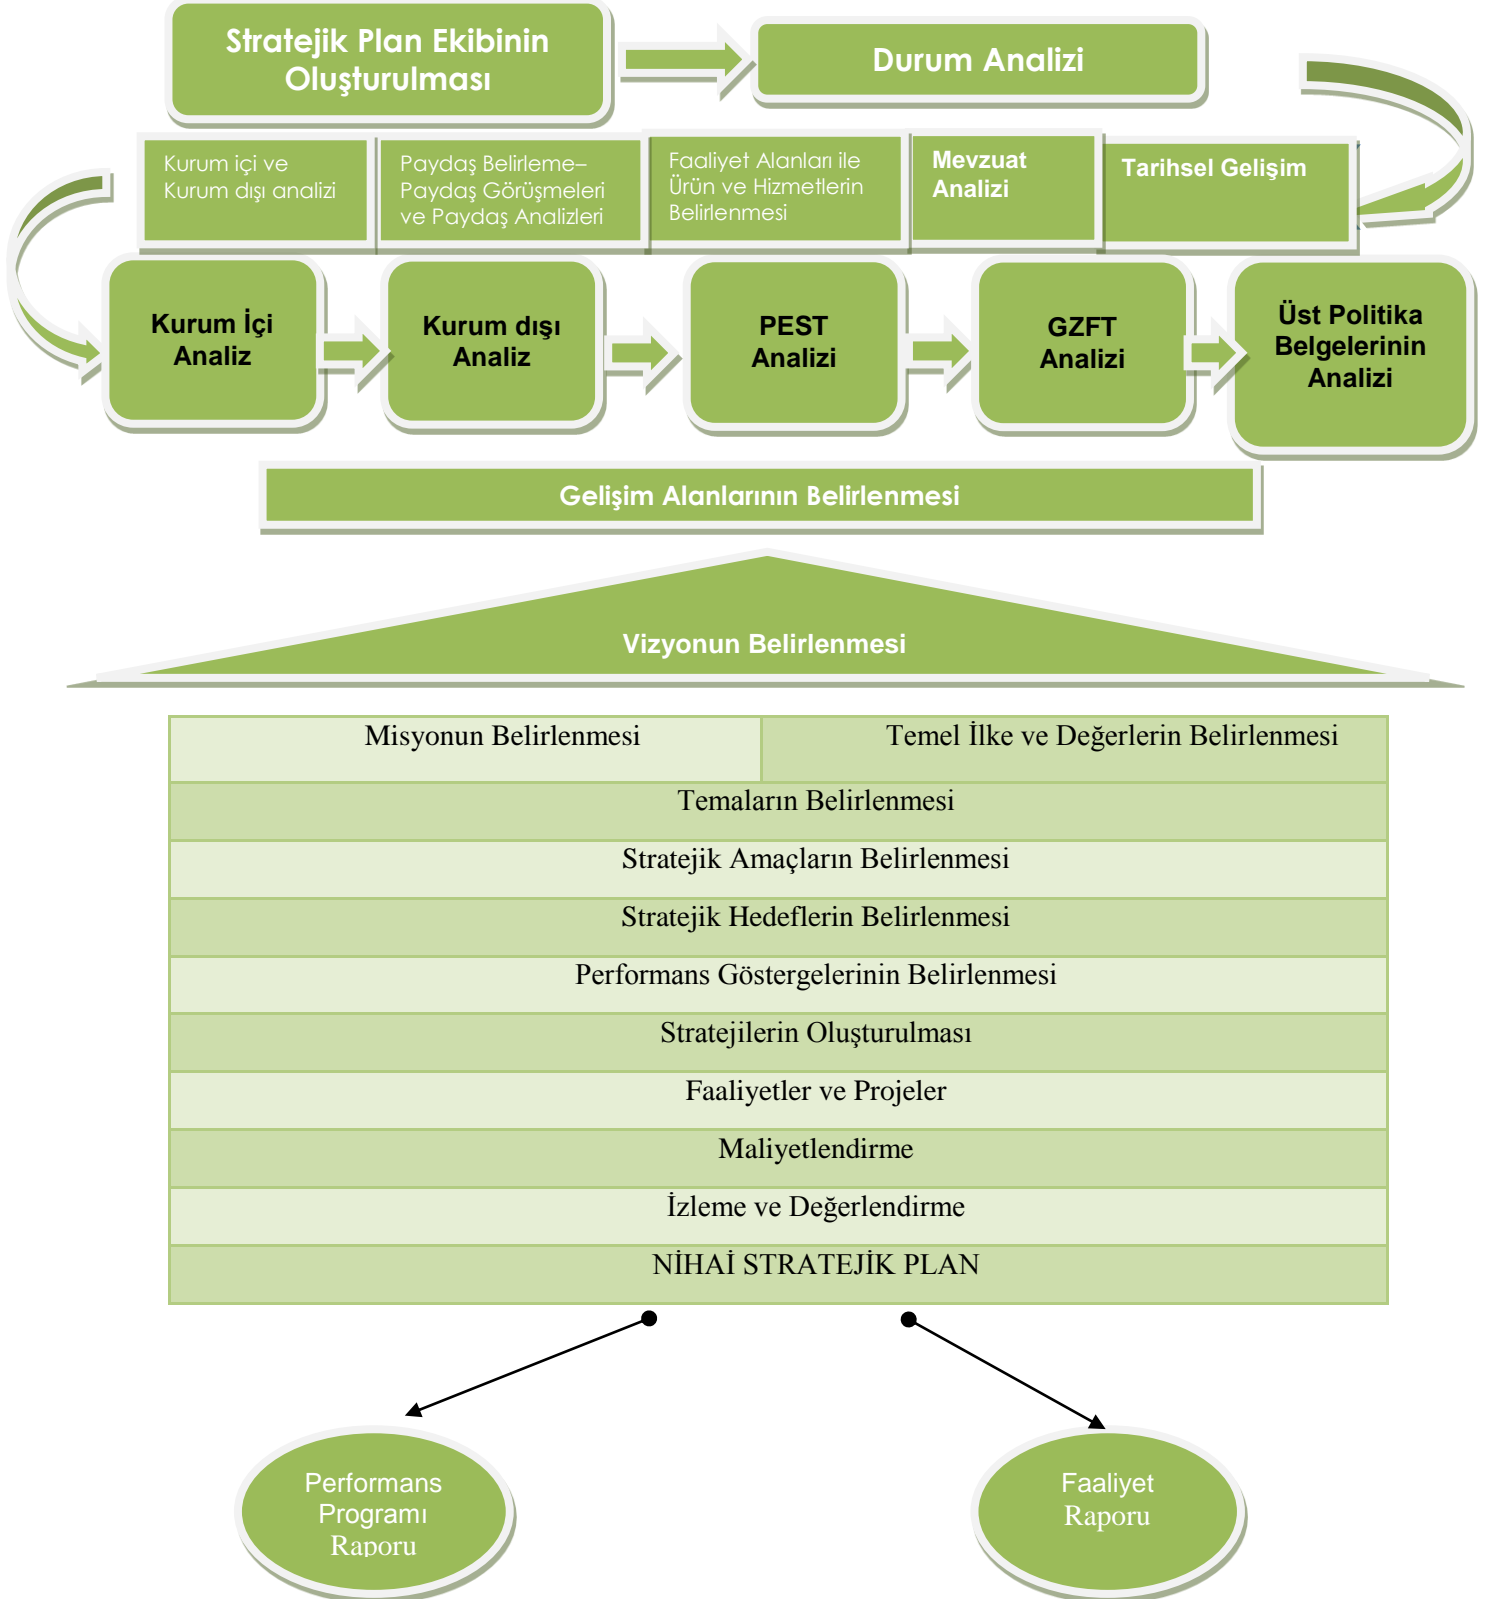 Stratejik Plan Ekibinin
Oluşturulması
Durum Analizi
Kurum içi ve
Kurum dışı analizi
Paydaş Belirleme–
Paydaş Görüşmeleri
ve Paydaş Analizleri
Faaliyet Alanları ile
Ürün ve Hizmetlerin
Belirlenmesi
Mevzuat
Analizi
Tarihsel Gelişim
Kurum İçi
Analiz
Kurum dışı
Analiz
PEST
Analizi
GZFT
Analizi
Üst Politika
Belgelerinin
Analizi
Gelişim Alanlarının Belirlenmesi
Vizyonun Belirlenmesi
Misyonun Belirlenmesi
Temel İlke ve Değerlerin Belirlenmesi
Temaların Belirlenmesi
Stratejik Amaçların Belirlenmesi
Stratejik Hedeflerin Belirlenmesi
Performans Göstergelerinin Belirlenmesi
Stratejilerin Oluşturulması
Faaliyetler ve Projeler
Maliyetlendirme
İzleme ve Değerlendirme
NİHAİ STRATEJİK PLAN
Performans
Programı
Raporu
Faaliyet
Raporu